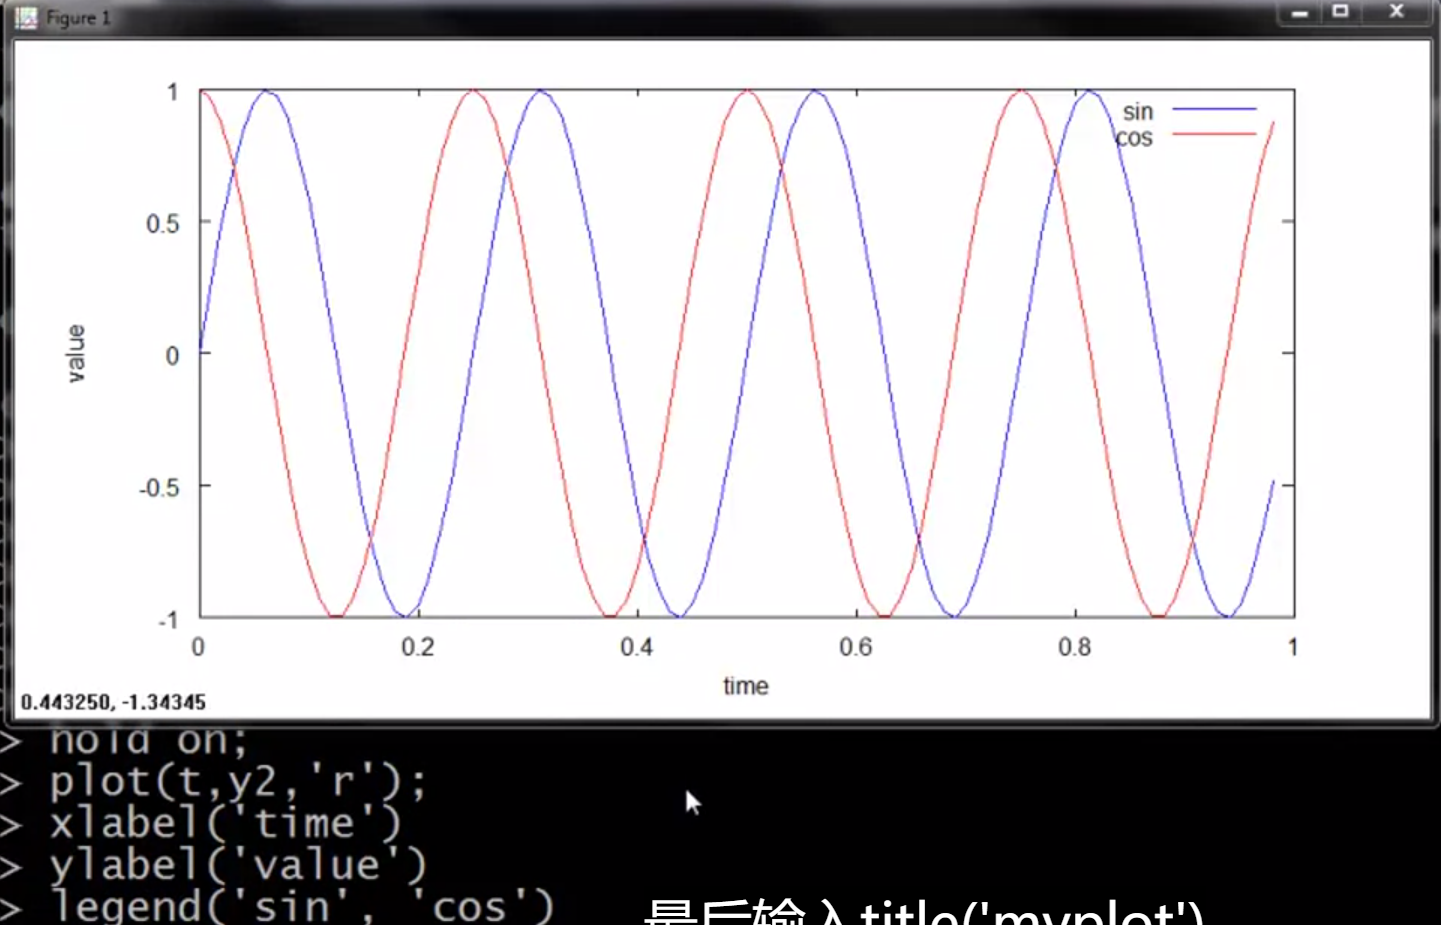 Figure 1
1
0.5
0
-0.5
-1
value
sin
cos
0 0.2 0.4 0.6 0.8 1
time
0.443250, -1.34345
> hold on;
> plot(t,y2,'r');
> xlabel('time')
> ylabel('value')
> legend('sin', 'cos')
最后输入title('myplot')